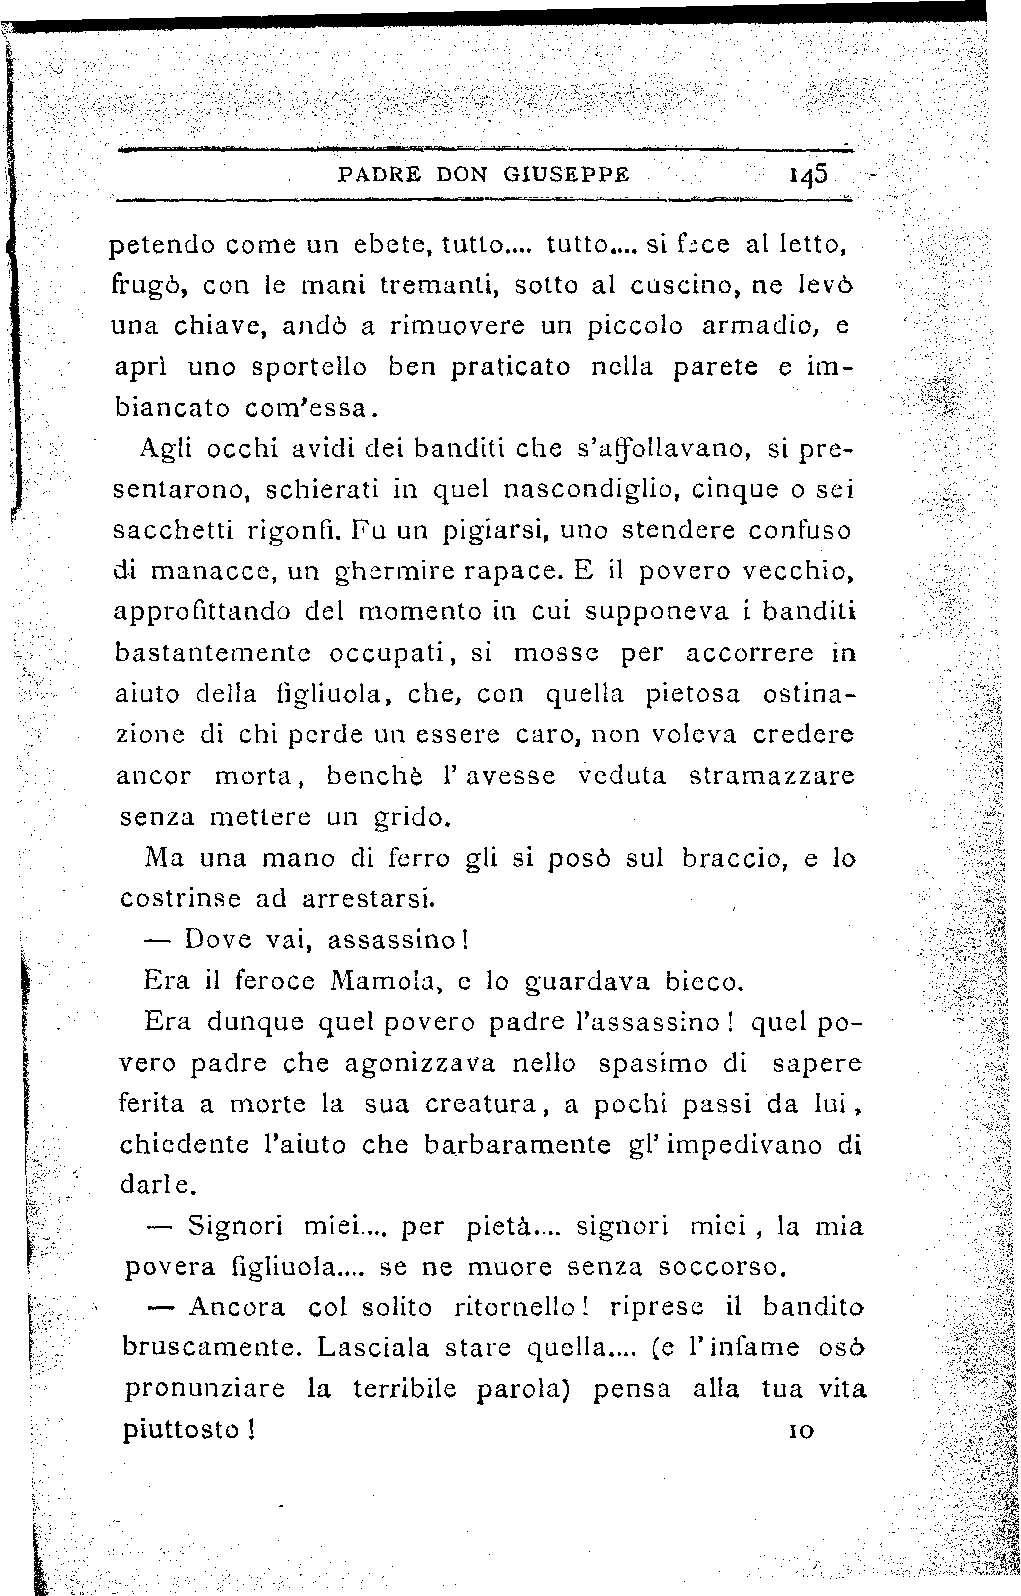 PADRE DON GIUSEPPE 145
petendo come un ebete, tutto.... tutto.... si fece al letto,
frugò, con le mani tremanti, sotto al cuscino, ne levò
una chiave, andò a rimuovere un piccolo armadio, e
aprì uno sportello ben praticato nella parete e im-
biancato com'essa.
Agli occhi avidi dei banditi che s'affollavano, si pre-
sentarono, schierati in quel nascondiglio, cinque o sei
sacchetti rigonfi. Fu un pigiarsi, uno stendere confuso
di manacce, un ghermire rapace. E il povero vecchio,
approfittando del momento in cui supponeva i banditi
bastantemente occupati, si mosse per accorrere in
aiuto della figliuola, che, con quella pietosa ostina-
zione di chi perde un essere caro, non voleva credere
ancor morta, benchè l'avesse veduta stramazzare
senza mettere un grido.
Ma una mano di ferro gli si posò sul braccio, e lo
costrinse ad arrestarsi.
— Dove vai, assassino!
Era il feroce Mamola, e lo guardava bieco.
Era dunque quel povero padre l'assassino! quel po-
vero padre che agonizzava nello spasimo di sapere
ferita a morte la sua creatura, a pochi passi da lui,
chiedente l'aiuto che barbaramente gl'impedivano di
darle.
— Signori miei.... per pietà.... signori miei, la mia
povera figliuola.... se ne muore senza soccorso.
— Ancora col solito ritornello! riprese il bandito
bruscamente. Lasciala stare quella.... (e l'infame osò
pronunziare la terribile parola) pensa alla tua vita
piuttosto! 10